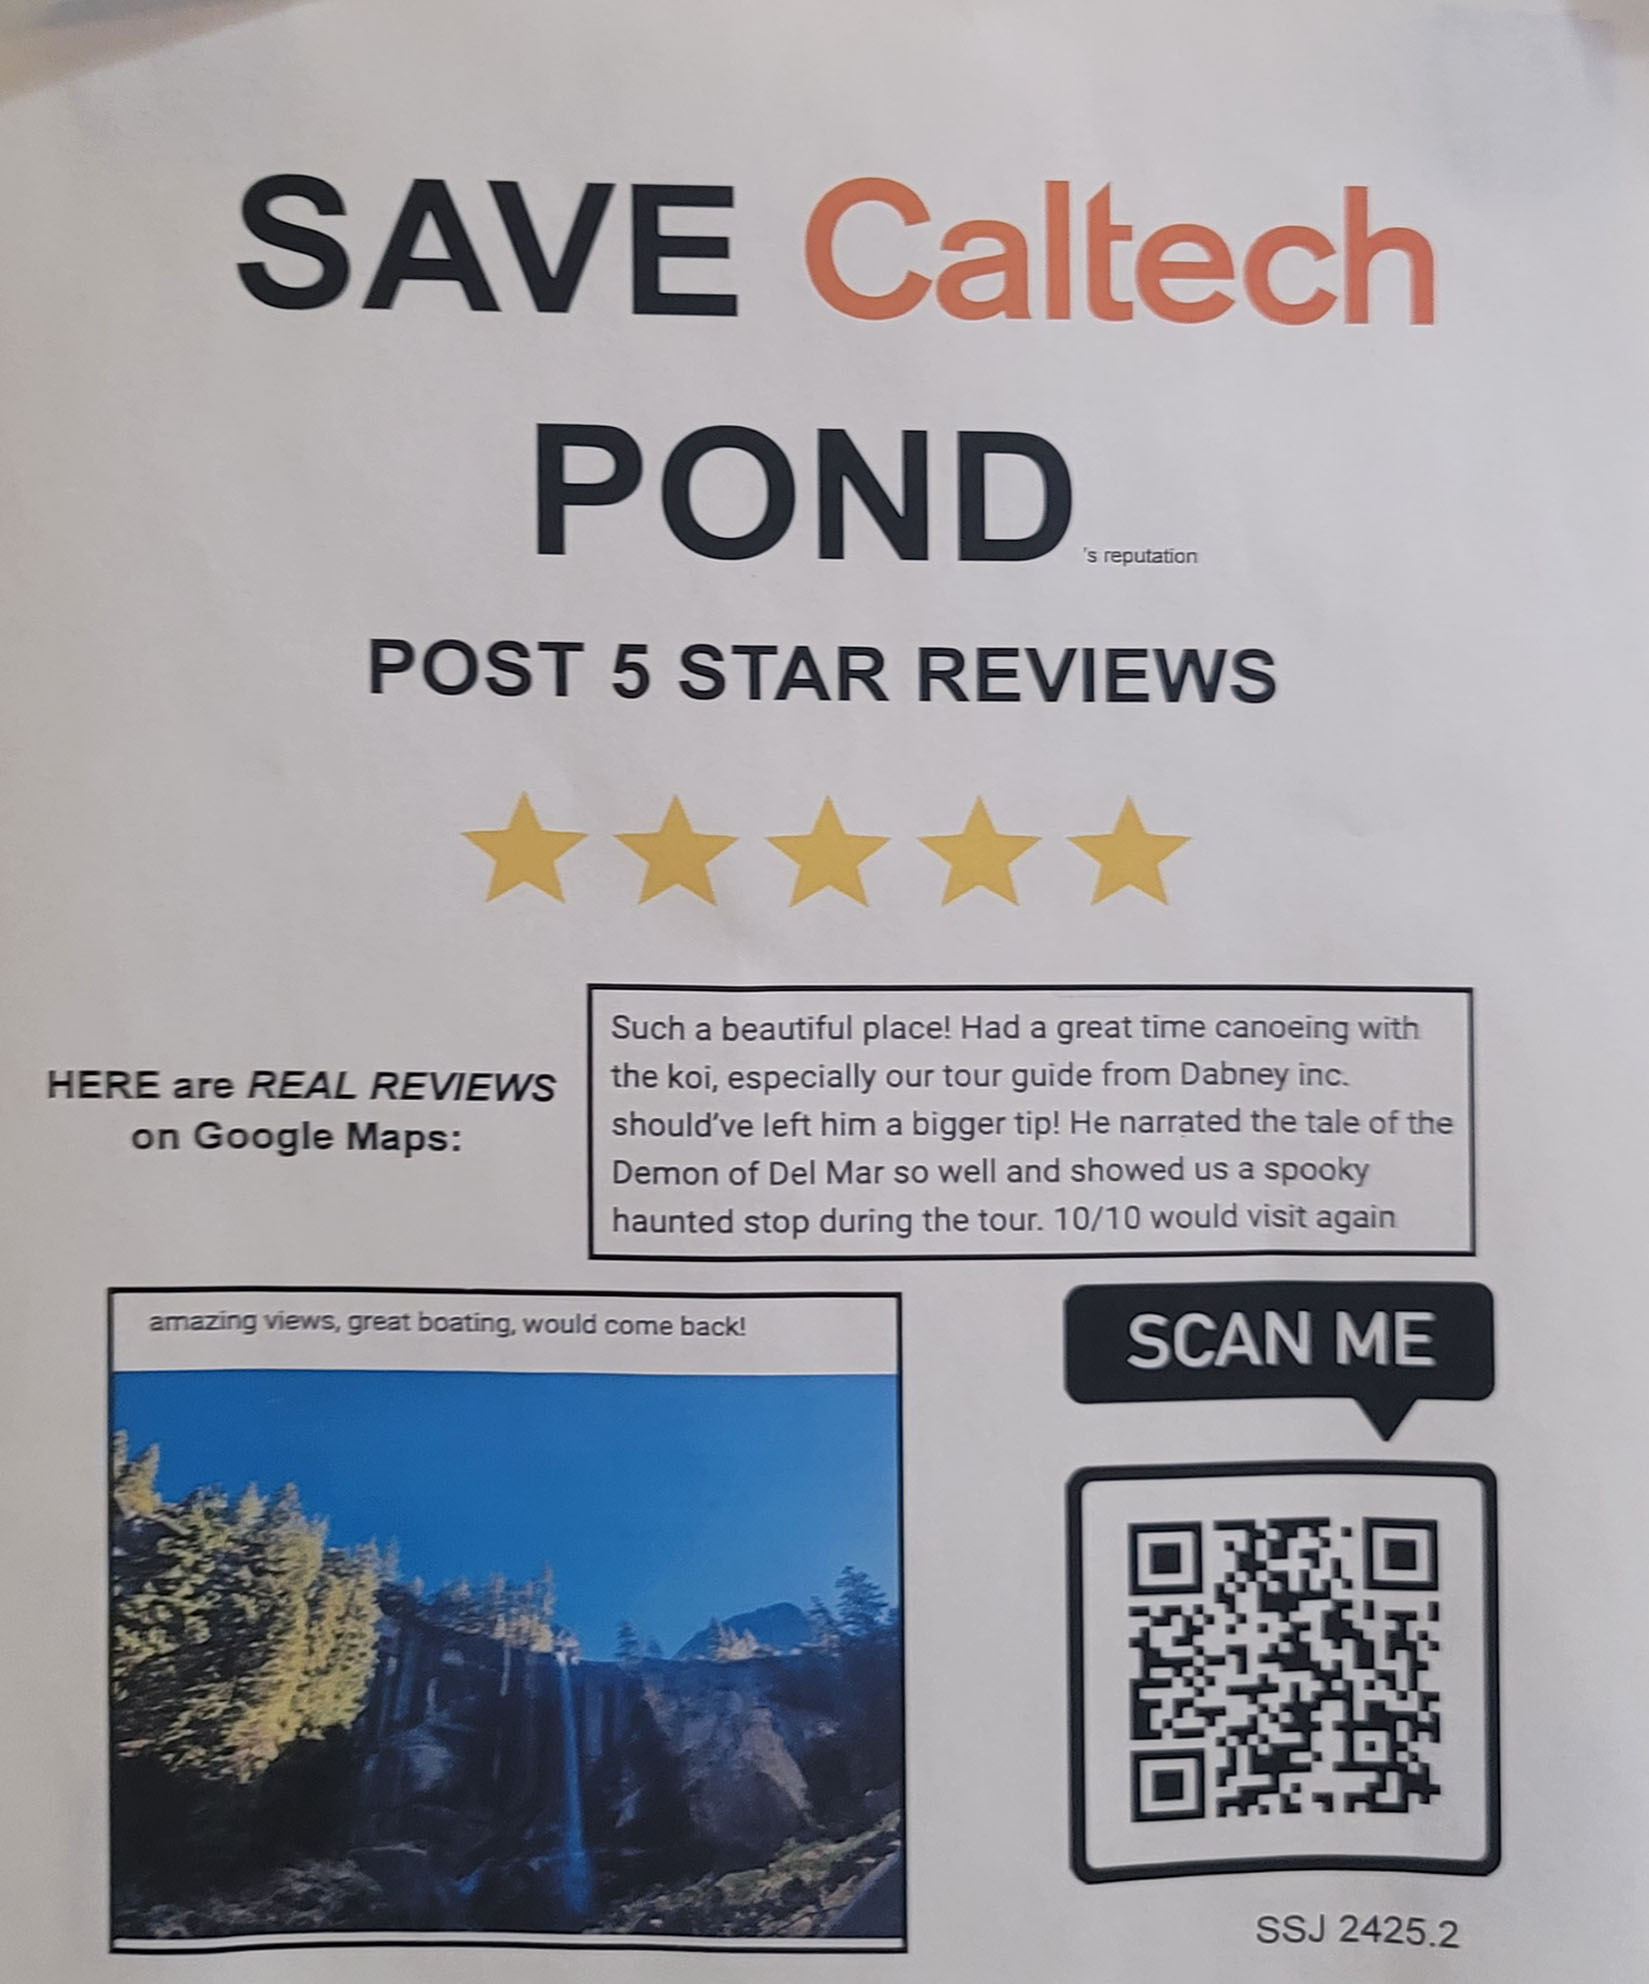 SAVE Caltech
POND 's reputation
POST 5 STAR REVIEWS
HERE are REAL REVIEWS
on Google Maps:
Such a beautiful place! Had a great time canoeing with
the koi, especially our tour guide from Dabney inc.
should've left him a bigger tip! He narrated the tale of the
Demon of Del Mar so well and showed us a spooky
haunted stop during the tour. 10/10 would visit again
amazing views, great boating, would come back!
SCAN ME
SSJ 2425.2